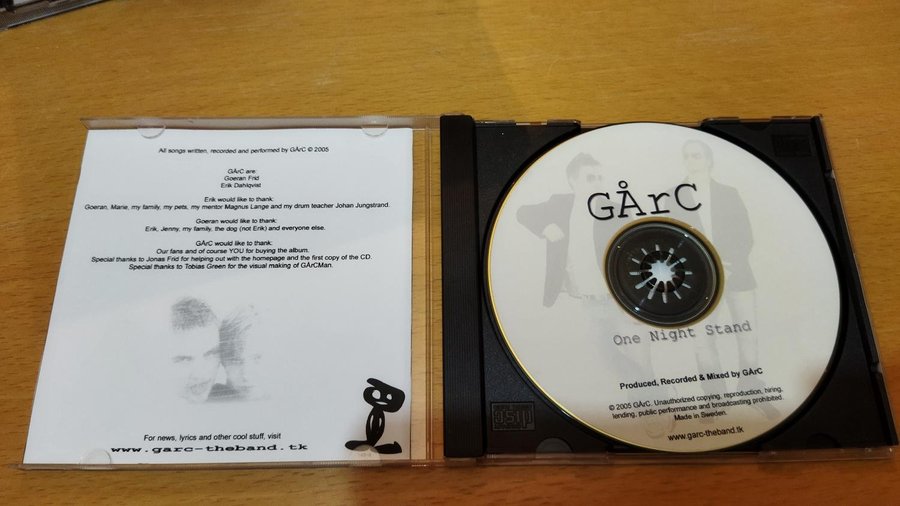 All songs written, recorded and performed by GÅrC © 2005
GÅrC are:
Goeran Frid
Erik Dahlqvist
Erik would like to thank:
Goeran, Marie, my family, my pets, my mentor Magnus Lange and my drum teacher Johan Jungstrand.
Goeran would like to thank:
Erik, Jenny, my family, the dog (not Erik) and everyone else.
GÅrC would like to thank:
Our fans and of course YOU for buying the album.
Special thanks to Jonas Frid for helping out with the homepage and the first copy of the CD.
Special thanks to Tobias Green for the visual making of GÅrCMan.
For news, lyrics and other cool stuff, visit
www.garc-theband.tk
GÅrC
One Night Stand
Produced, Recorded & Mixed by GÅrC
© 2005 GÅrC. Unauthorized copying, reproduction, hiring,
lending, public performance and broadcasting prohibited.
Made in Sweden.
www.garc-theband.tk